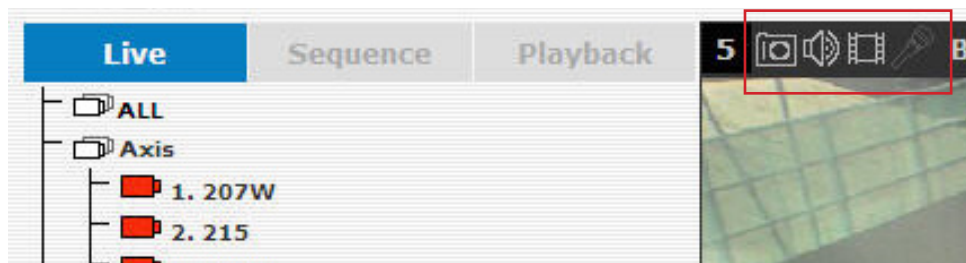 Live Sequence Playback 5 B
ALL
Axis
1. 207W
2. 215